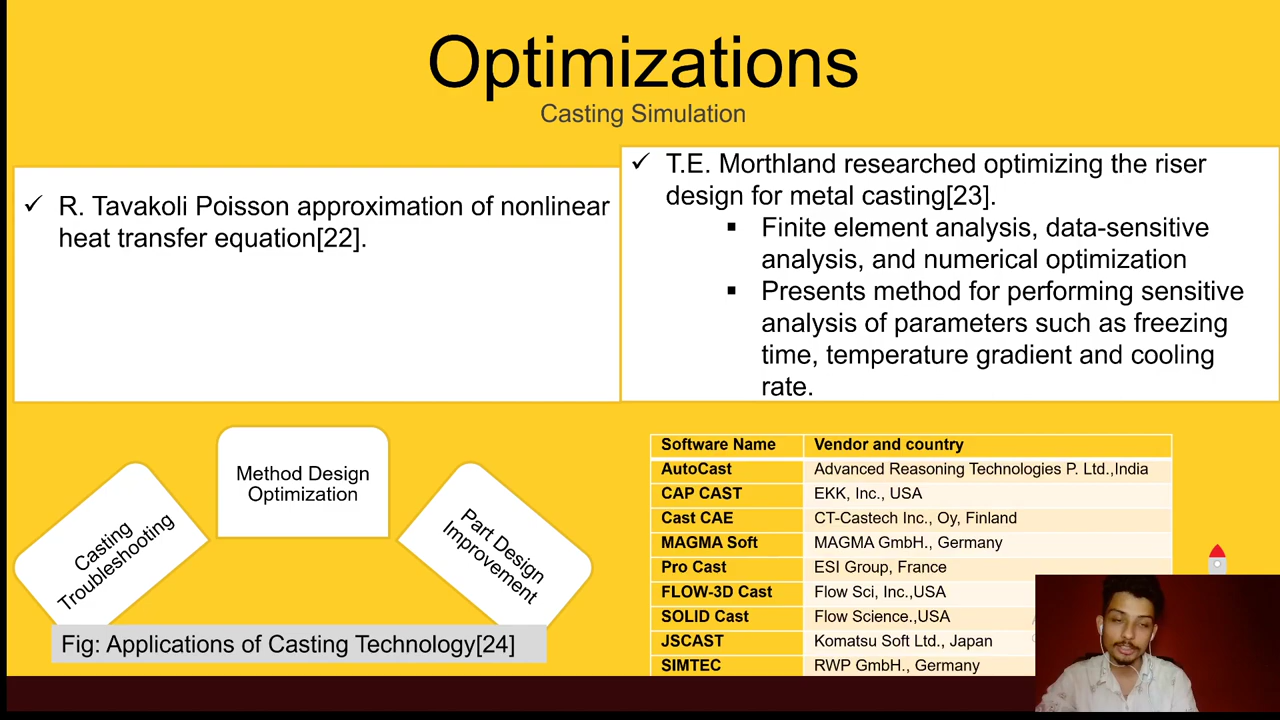 Optimizations
Casting Simulation
✓ R. Tavakoli Poisson approximation of nonlinear
heat transfer equation[22].
✓ T.E. Morthland researched optimizing the riser
design for metal casting[23].
▪ Finite element analysis, data-sensitive
analysis, and numerical optimization
▪ Presents method for performing sensitive
analysis of parameters such as freezing
time, temperature gradient and cooling
rate.
Casting
Troubleshooting
Method Design
Optimization
Part Design
Improvement
Fig: Applications of Casting Technology[24]
Software Name Vendor and country
AutoCast Advanced Reasoning Technologies P. Ltd.,India
CAP CAST EKK, Inc., USA
Cast CAE CT-Castech Inc., Oy, Finland
MAGMA Soft MAGMA GmbH., Germany
Pro Cast ESI Group, France
FLOW-3D Cast Flow Sci, Inc.,USA
SOLID Cast Flow Science.,USA
JSCAST Komatsu Soft Ltd., Japan
SIMTEC RWP GmbH., Germany